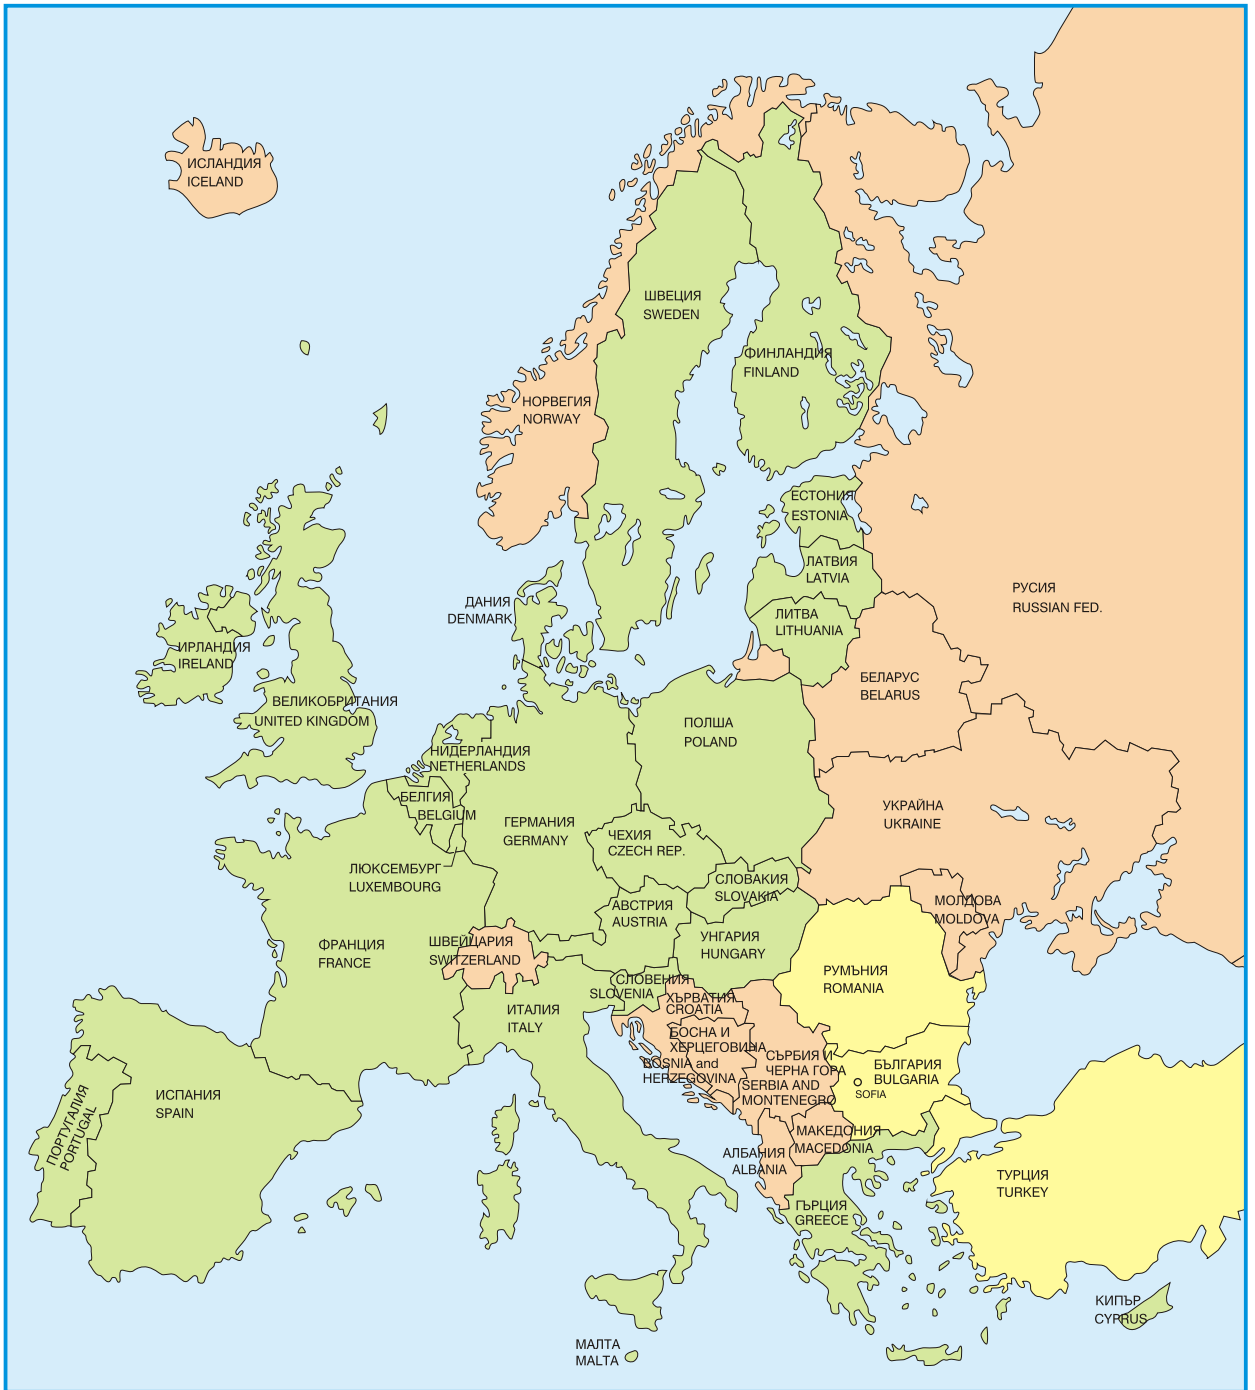 ИСЛАНДИЯ
ICELAND
ШВЕЦИЯ
SWEDEN
ФИНЛАНДИЯ
FINLAND
НОРВЕГИЯ
NORWAY
ЕСТОНИЯ
ESTONIA
ЛАТВИЯ
LATVIA
РУСИЯ
RUSSIAN FED.
ДАНИЯ
DENMARK
ЛИТВА
LITHUANIA
ИРЛАНДИЯ
IRELAND
БЕЛАРУС
BELARUS
ВЕЛИКОБРИТАНИЯ
UNITED KINGDOM
ПОЛША
POLAND
НИДЕРЛАНДИЯ
NETHERLANDS
БЕЛГИЯ
BELGIUM
УКРАЙНА
UKRAINE
ГЕРМАНИЯ
GERMANY
ЧЕХИЯ
CZECH REP.
ЛЮКСЕМБУРГ
LUXEMBOURG
СЛОВАКИЯ
SLOVAKIA
АВСТРИЯ
AUSTRIA
МОЛДОВА
MOLDOVA
ФРАНЦИЯ
FRANCE
ШВЕЙЦАРИЯ
SWITZERLAND
УНГАРИЯ
HUNGARY
РУМЪНИЯ
ROMANIA
СЛОВЕНИЯ
SLOVENIA
ХЪРВАТИЯ
CROATIA
ИТАЛИЯ
ITALY
БОСНА И
ХЕРЦЕГОВИНА
BOSNIA and
HERZEGOVINA
СЪРБИЯ И
ЧЕРНА ГОРА
SERBIA AND
MONTENEGRO
БЪЛГАРИЯ
BULGARIA
SOFIA
ИСПАНИЯ
SPAIN
ПОРТУГАЛИЯ
PORTUGAL
МАКЕДОНИЯ
MACEDONIA
АЛБАНИЯ
ALBANIA
ТУРЦИЯ
TURKEY
ГЪРЦИЯ
GREECE
КИПЪР
CYPRUS
МАЛТА
MALTA